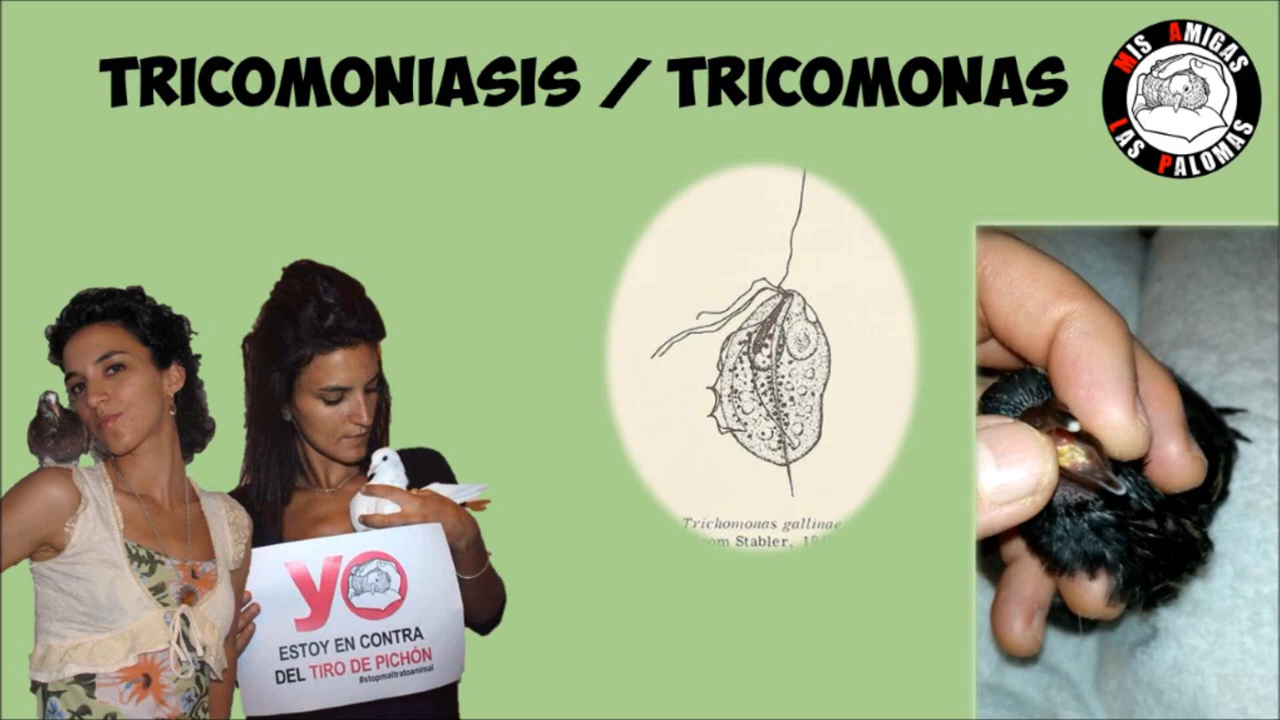 TRICOMONIASIS / TRICOMONAS
MIS AMIGAS
LAS PALOMAS
Trichomonas gallinae
from Stabler, 19
YO
ESTOY EN CONTRA
DEL TIRO DE PICHÓN
#stopmaltratoanimal